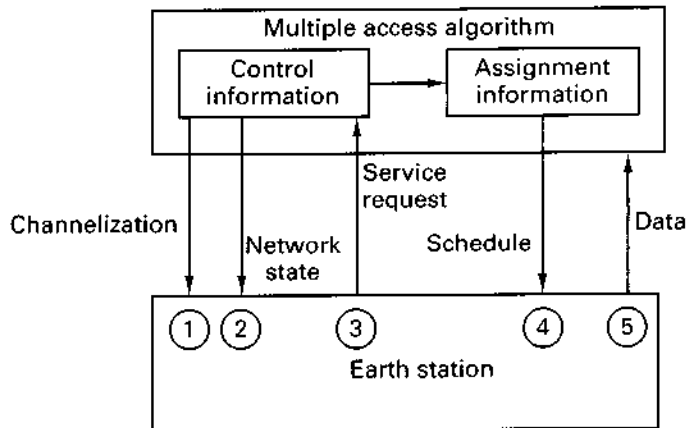 Multiple access algorithm
Control
information
Assignment
information
Service
request
Channelization
Network
state
Schedule
Data
1
2
3
4
5
Earth station